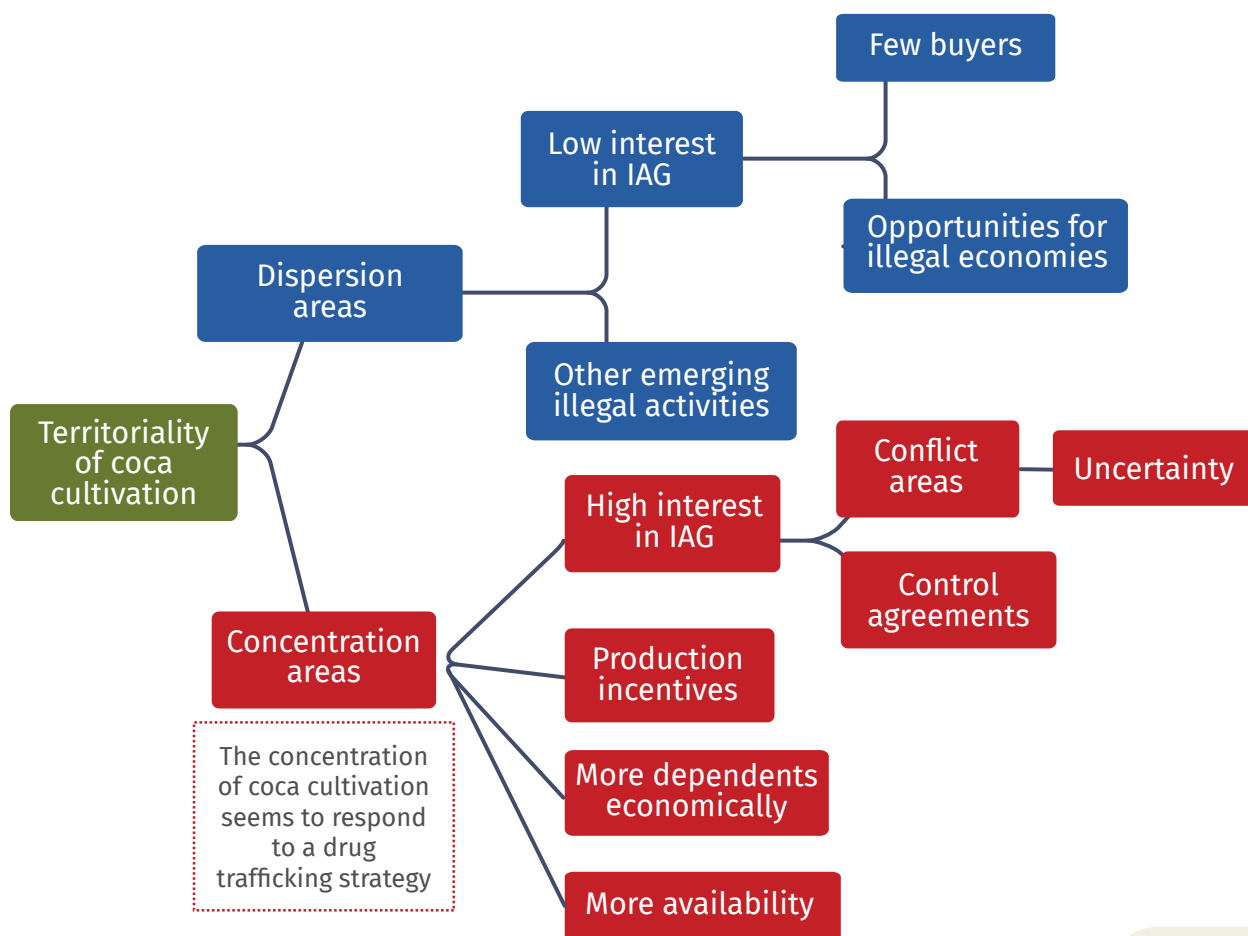 Few buyers
Low interest
in IAG
Opportunities for
illegal economies
Dispersion
areas
Other emerging
illegal activities
Territoriality
of coca
cultivation
Conflict
areas
Uncertainty
High interest
in IAG
Control
agreements
Concentration
areas
Production
incentives
The concentration
of coca cultivation
seems to respond
to a drug
trafficking strategy
More dependents
economically
More availability